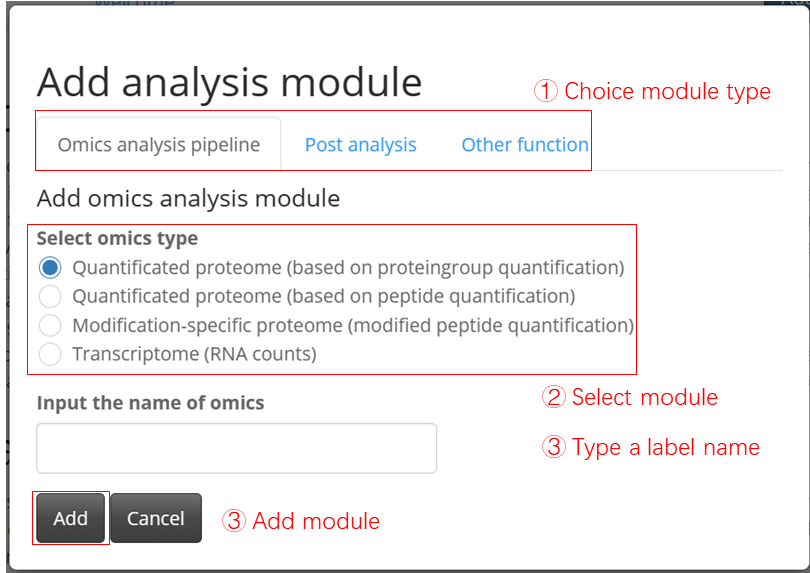 Welcome
Add analysis module
① Choice module type
Omics analysis pipeline Post analysis Other function
Add omics analysis module
Select omics type
Quantificated proteome (based on proteingroup quantification)
Quantificated proteome (based on peptide quantification)
Modification-specific proteome (modified peptide quantification)
Transcriptome (RNA counts)
② Select module
Input the name of omics
③ Type a label name
Add Cancel ③ Add module